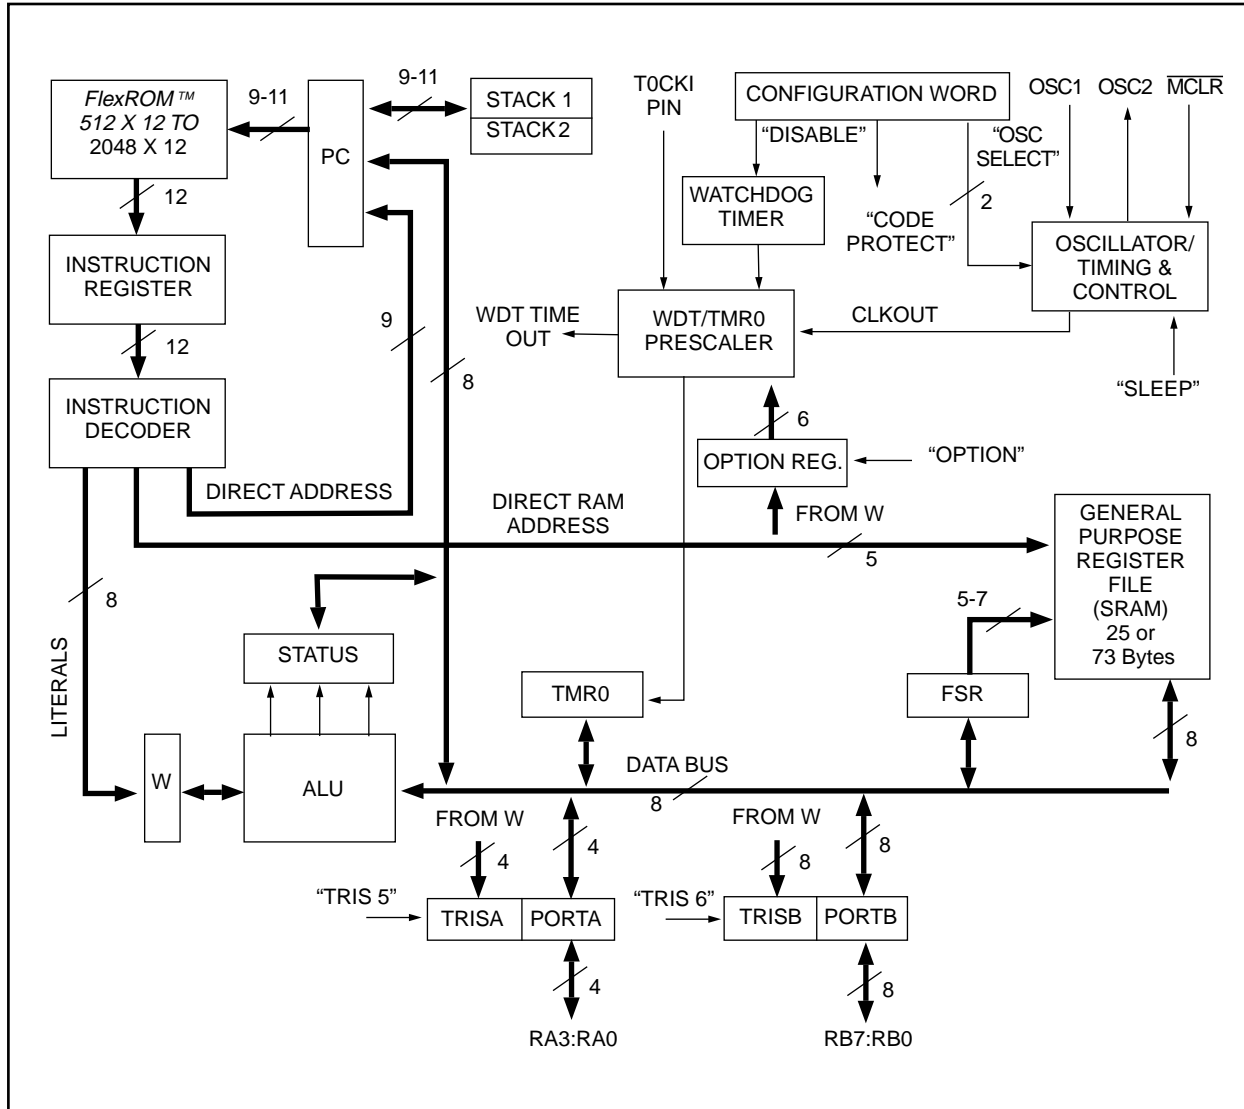 FlexROM™
512 X 12 TO
2048 X 12
9-11
PC
9-11
STACK 1
STACK 2
T0CKI
PIN
CONFIGURATION WORD
OSC1
OSC2
MCLR
"DISABLE"
"OSC
SELECT"
12
WATCHDOG
TIMER
2
"CODE
PROTECT"
OSCILLATOR/
TIMING &
CONTROL
INSTRUCTION
REGISTER
9
WDT TIME
OUT
WDT/TMR0
PRESCALER
CLKOUT
12
8
"SLEEP"
INSTRUCTION
DECODER
6
OPTION REG.
"OPTION"
DIRECT ADDRESS
DIRECT RAM
ADDRESS
FROM W
5
GENERAL
PURPOSE
REGISTER
FILE
(SRAM)
25 or
73 Bytes
8
LITERALS
5-7
STATUS
TMR0
FSR
8
W
ALU
DATA BUS
8
FROM W
4
4
FROM W
8
8
"TRIS 5"
TRISA
PORTA
"TRIS 6"
TRISB
PORTB
4
8
RA3:RA0
RB7:RB0